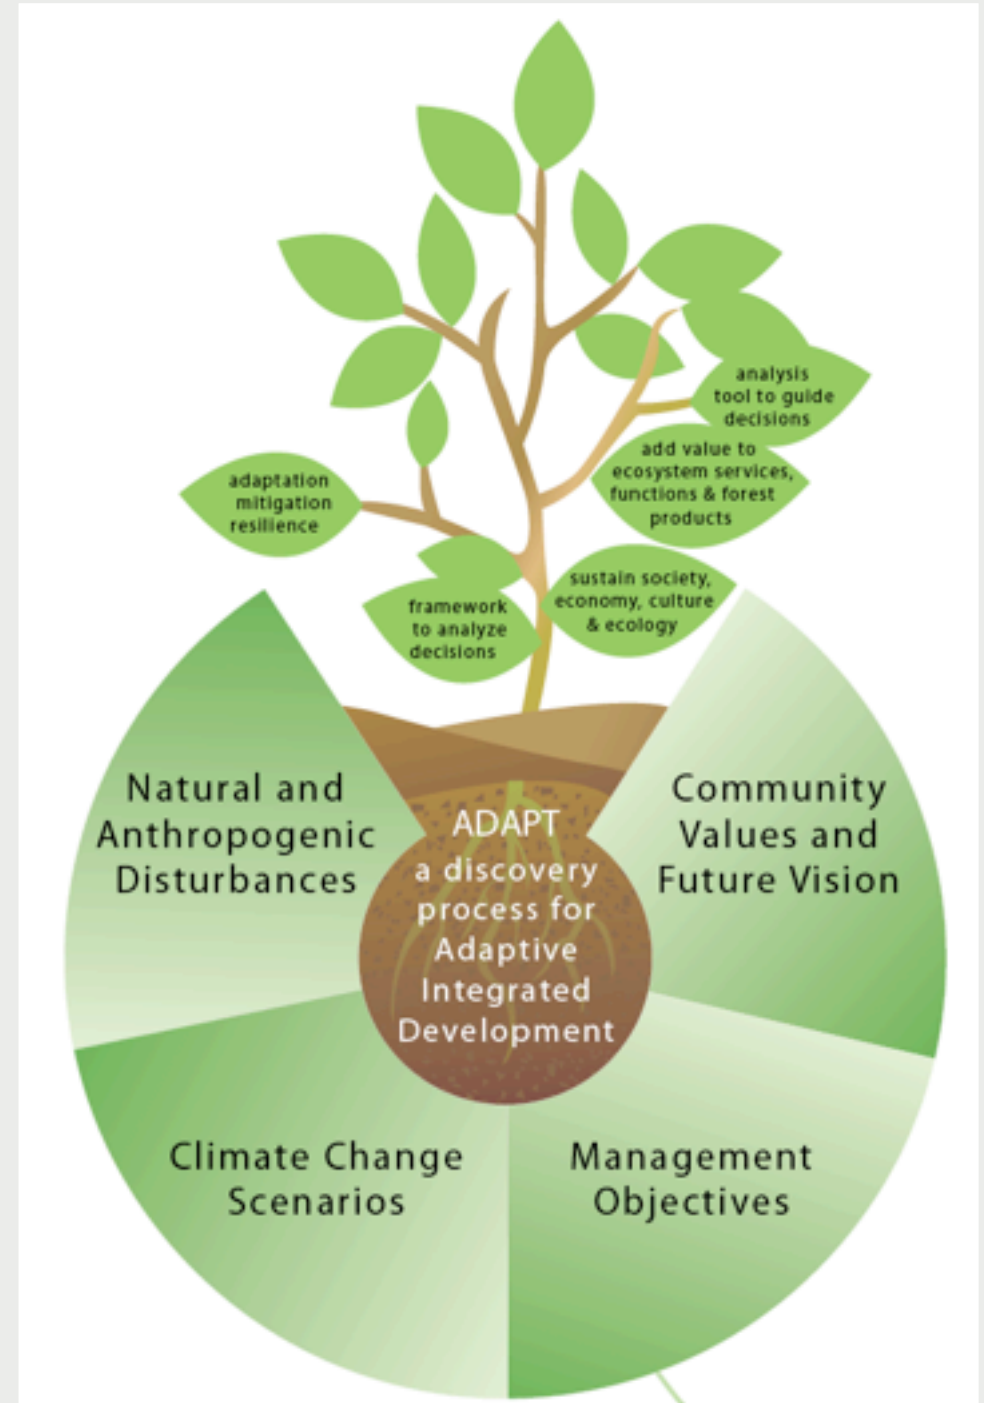 analysis
tool to guide
decisions
add value to
ecosystem services,
functions & forest
products
adaptation
mitigation
resilience
sustain society,
economy, culture
& ecology
framework
to analyze
decisions
Natural and
Anthropogenic
Disturbances
Community
Values and
Future Vision
ADAPT
a discovery
process for
Adaptive
Integrated
Development
Climate Change
Scenarios
Management
Objectives